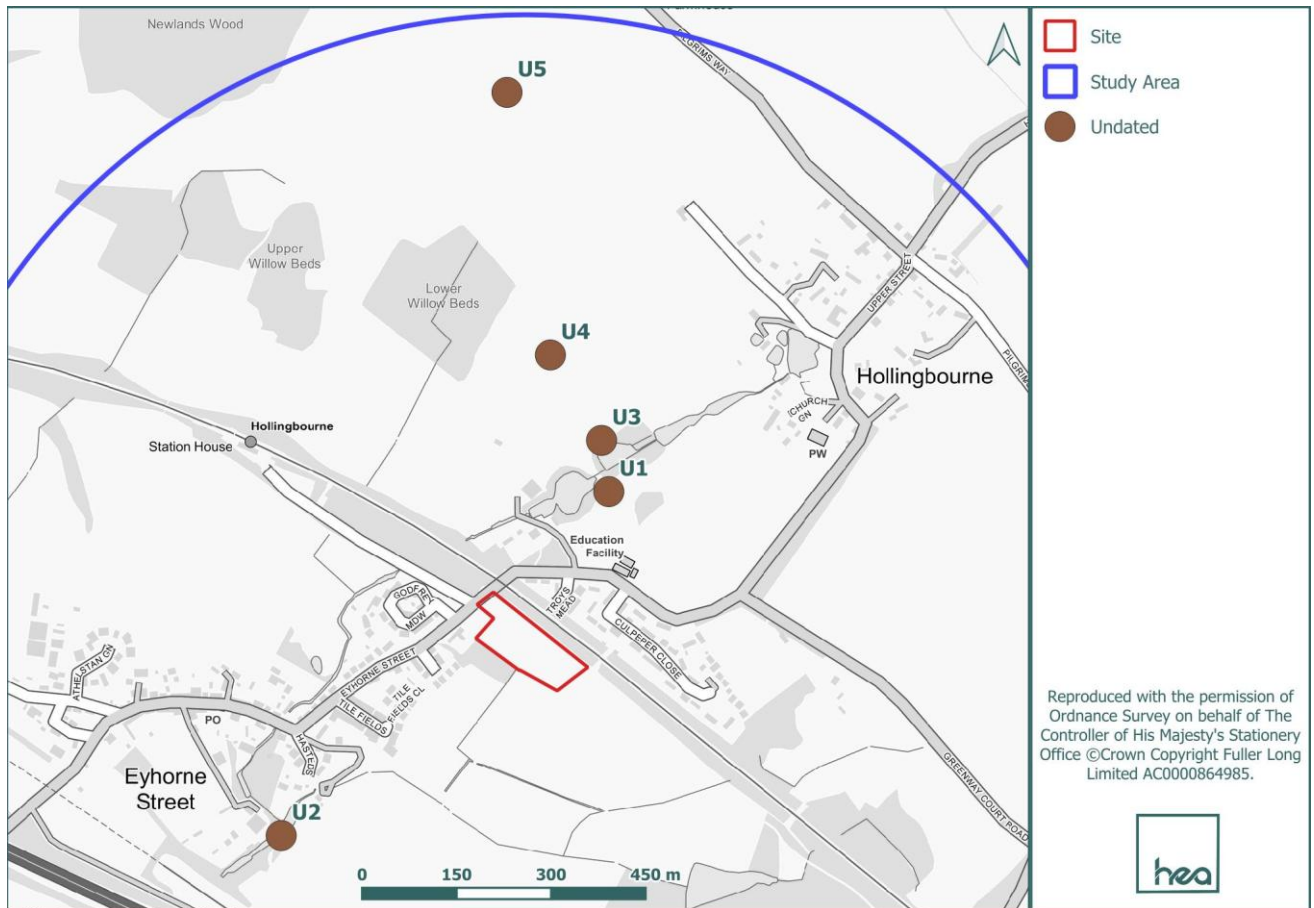 Newlands Wood
PILGRIMS WAY
U5
Upper
Willow Beds
Lower
Willow Beds
UPPER STREET
U4
Hollingbourne
CHURCH
GN
PW
U3
Hollingbourne
Station House
U1
Education
Facility
GODFREY
MDW
TROYS
MEAD
CULPEPER CLOSE
EYHORNE STREET
ATHELSTAN GN
TILE
FIELDS CL
TILE FIELDS
PO
HASTEDS
Eyhorne
Street
U2
GREENWAY COURT ROAD
0 150 300 450 m
Site
Study Area
Undated
Reproduced with the permission of
Ordnance Survey on behalf of The
Controller of His Majesty's Stationery
Office ©Crown Copyright Fuller Long
Limited AC0000864985.
hea